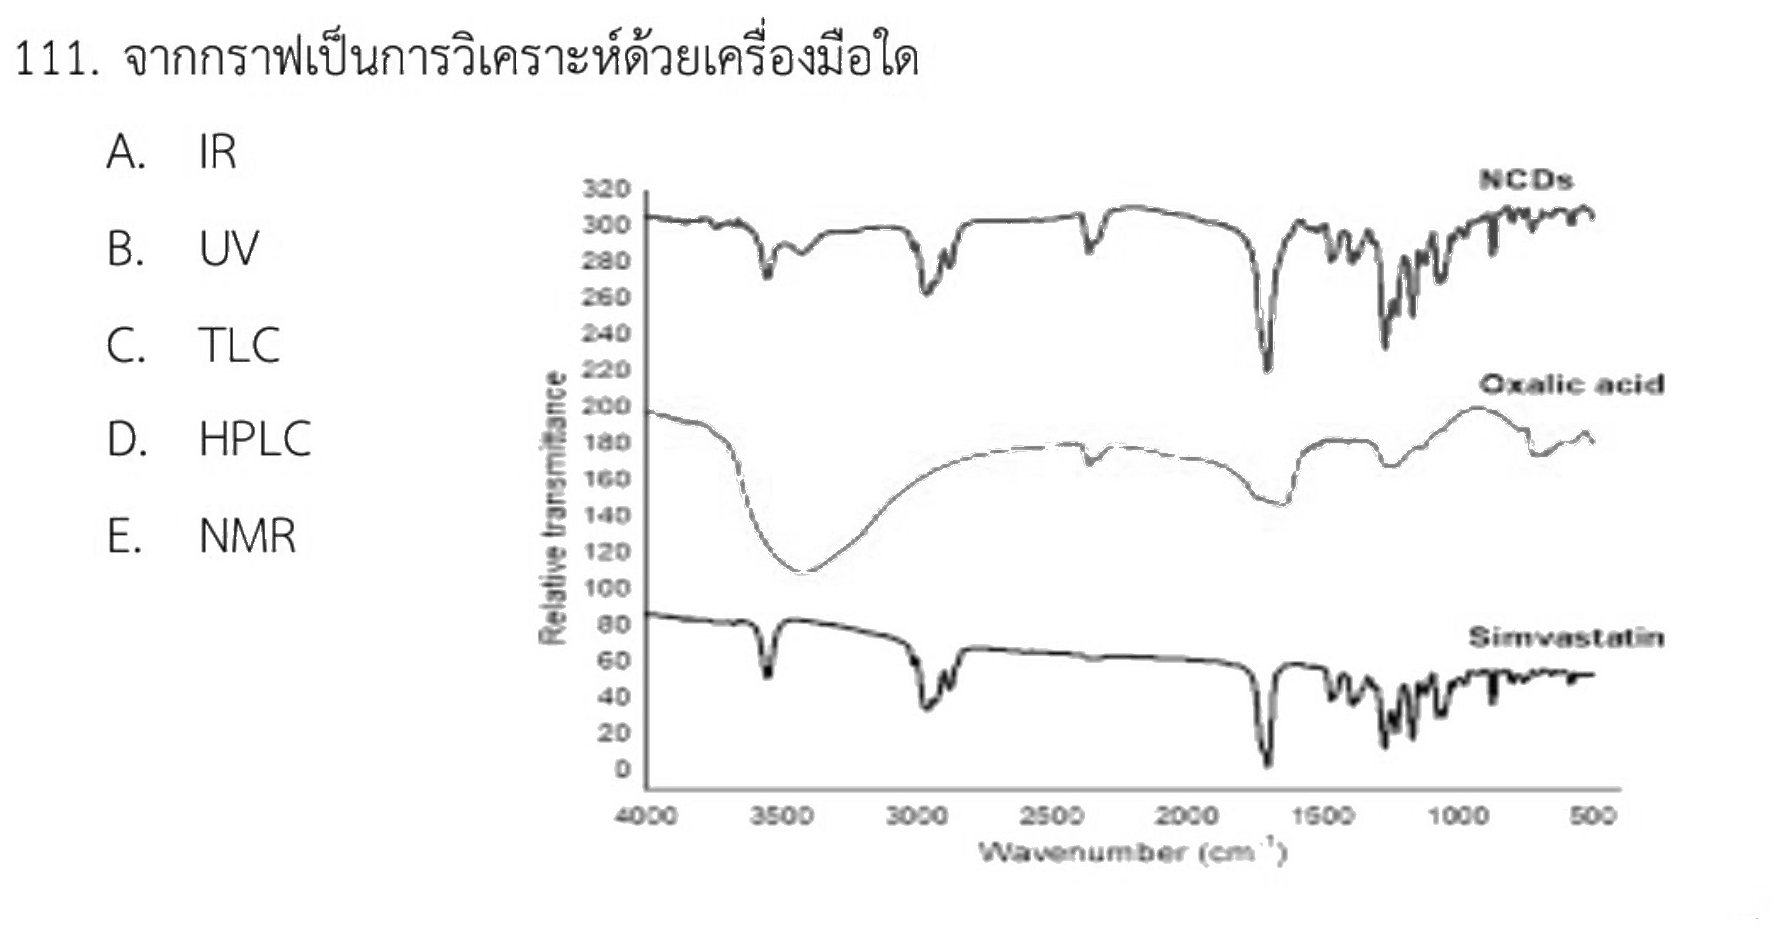 111. จากกราฟเป็นการวิเคราะห์ด้วยเครื่องมือใด
A. IR
B. UV
C. TLC
D. HPLC
E. NMR
NCDs
Oxalic acid
Simvastatin
Relative transmittance
320
300
280
260
240
220
200
180
160
140
120
100
80
60
40
20
0
4000 3500 3000 2500 2000 1500 1000 500
Wavenumber (cm⁻¹)